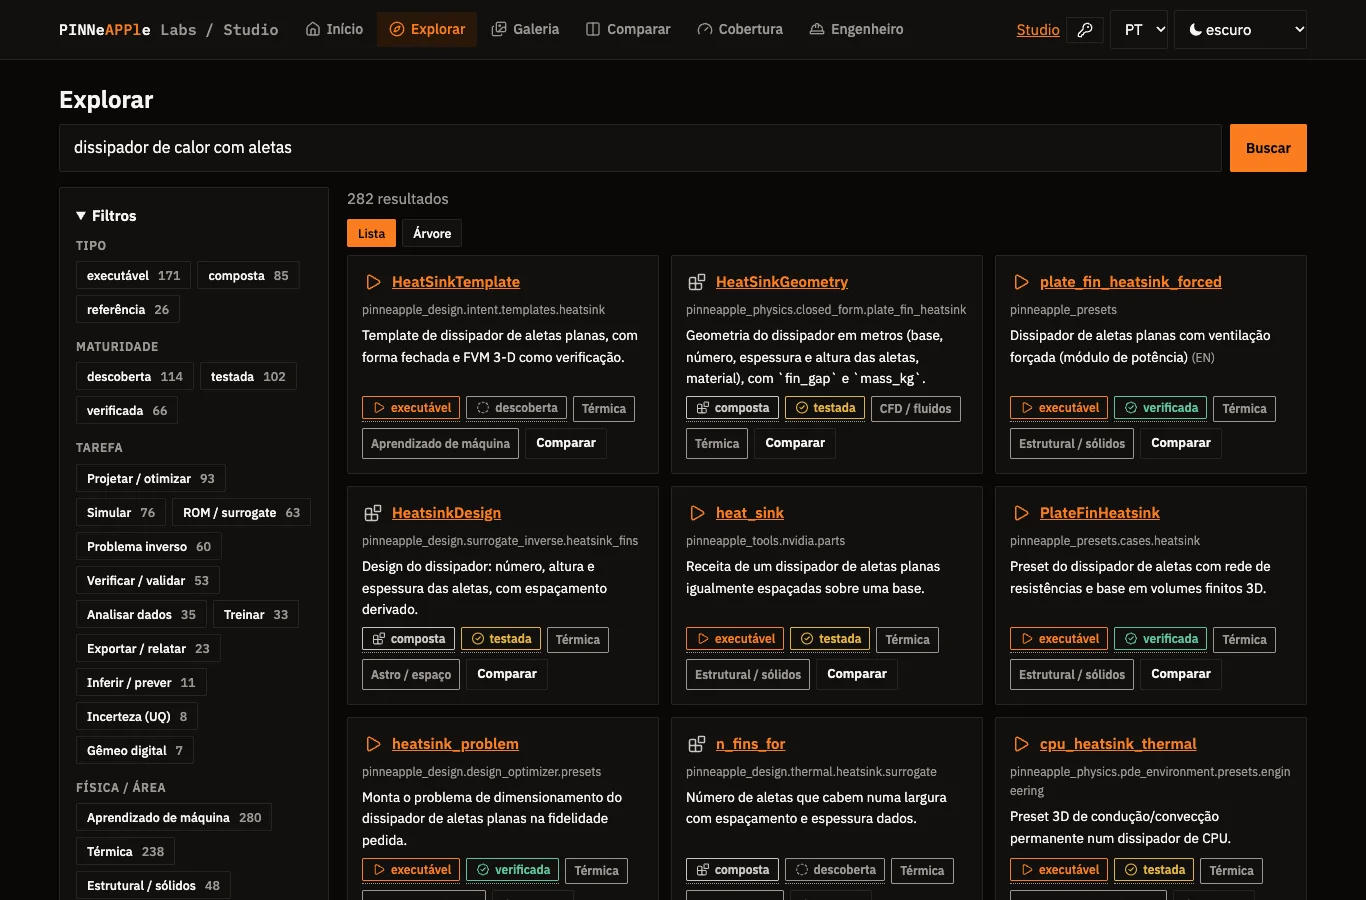 PINNeAPPle Labs / Studio
Início
Explorar
Galeria
Comparar
Cobertura
Engenheiro
Studio
PT
escuro
Explorar
dissipador de calor com aletas
Buscar
Filtros
TIPO
executável 171
composta 85
referência 26
MATURIDADE
descoberta 114
testada 102
verificada 66
TAREFA
Projetar / otimizar 93
Simular 76
ROM / surrogate 63
Problema inverso 60
Verificar / validar 53
Analisar dados 35
Treinar 33
Exportar / relatar 23
Inferir / prever 11
Incerteza (UQ) 8
Gêmeo digital 7
FÍSICA / ÁREA
Aprendizado de máquina 280
Térmica 238
Estrutural / sólidos 48
282 resultados
Lista
Árvore
HeatSinkTemplate
pinneapple_design.intent.templates.heatsink
Template de dissipador de aletas planas, com
forma fechada e FVM 3-D como verificação.
executável
descoberta
Térmica
Aprendizado de máquina
Comparar
HeatSinkGeometry
pinneapple_physics.closed_form.plate_fin_heatsink
Geometria do dissipador em metros (base,
número, espessura e altura das aletas,
material), com `fin_gap` e `mass_kg`.
composta
testada
CFD / fluidos
Térmica
Comparar
plate_fin_heatsink_forced
pinneapple_presets
Dissipador de aletas planas com ventilação
forçada (módulo de potência) (EN)
executável
verificada
Térmica
Estrutural / sólidos
Comparar
HeatsinkDesign
pinneapple_design.surrogate_inverse.heatsink_fins
Design do dissipador: número, altura e
espessura das aletas, com espaçamento
derivado.
composta
testada
Térmica
Astro / espaço
Comparar
heat_sink
pinneapple_tools.nvidia.parts
Receita de um dissipador de aletas planas
igualmente espaçadas sobre uma base.
executável
testada
Térmica
Estrutural / sólidos
Comparar
PlateFinHeatsink
pinneapple_presets.cases.heatsink
Preset do dissipador de aletas com rede de
resistências e base em volumes finitos 3D.
executável
verificada
Térmica
Estrutural / sólidos
Comparar
heatsink_problem
pinneapple_design.design_optimizer.presets
Monta o problema de dimensionamento do
dissipador de aletas planas na fidelidade
pedida.
executável
verificada
Térmica
n_fins_for
pinneapple_design.thermal.heatsink.surrogate
Número de aletas que cabem numa largura
com espaçamento e espessura dados.
composta
descoberta
Térmica
cpu_heatsink_thermal
pinneapple_physics.pde_environment.presets.engin
eering
Preset 3D de condução/convecção
permanente num dissipador de CPU.
executável
testada
Térmica